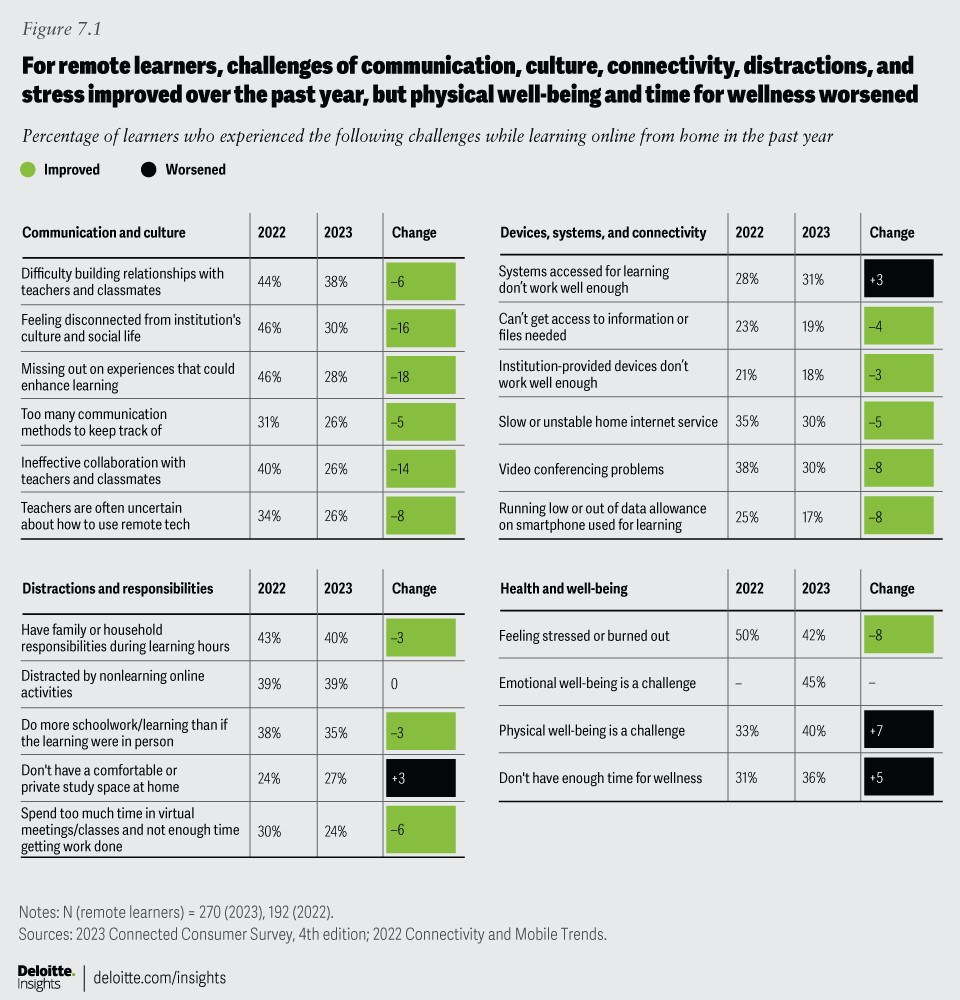 Figure 7.1
For remote learners, challenges of communication, culture, connectivity, distractions, and
stress improved over the past year, but physical well-being and time for wellness worsened
Percentage of learners who experienced the following challenges while learning online from home in the past year
Improved Worsened
Communication and culture 2022 2023 Change
Difficulty building relationships with
teachers and classmates 44% 38% –6
Feeling disconnected from institution's
culture and social life 46% 30% –16
Missing out on experiences that could
enhance learning 46% 28% –18
Too many communication
methods to keep track of 31% 26% –5
Ineffective collaboration with
teachers and classmates 40% 26% –14
Teachers are often uncertain
about how to use remote tech 34% 26% –8
Devices, systems, and connectivity 2022 2023 Change
Systems accessed for learning
don’t work well enough 28% 31% +3
Can’t get access to information or
files needed 23% 19% –4
Institution-provided devices don’t
work well enough 21% 18% –3
Slow or unstable home internet service 35% 30% –5
Video conferencing problems 38% 30% –8
Running low or out of data allowance
on smartphone used for learning 25% 17% –8
Distractions and responsibilities 2022 2023 Change
Have family or household
responsibilities during learning hours 43% 40% –3
Distracted by nonlearning online
activities 39% 39% 0
Do more schoolwork/learning than if
the learning were in person 38% 35% –3
Don't have a comfortable or
private study space at home 24% 27% +3
Spend too much time in virtual
meetings/classes and not enough time
getting work done 30% 24% –6
Health and well-being 2022 2023 Change
Feeling stressed or burned out 50% 42% –8
Emotional well-being is a challenge – 45% –
Physical well-being is a challenge 33% 40% +7
Don't have enough time for wellness 31% 36% +5
Notes: N (remote learners) = 270 (2023), 192 (2022).
Sources: 2023 Connected Consumer Survey, 4th edition; 2022 Connectivity and Mobile Trends.
Deloitte.
Insights
deloitte.com/insights